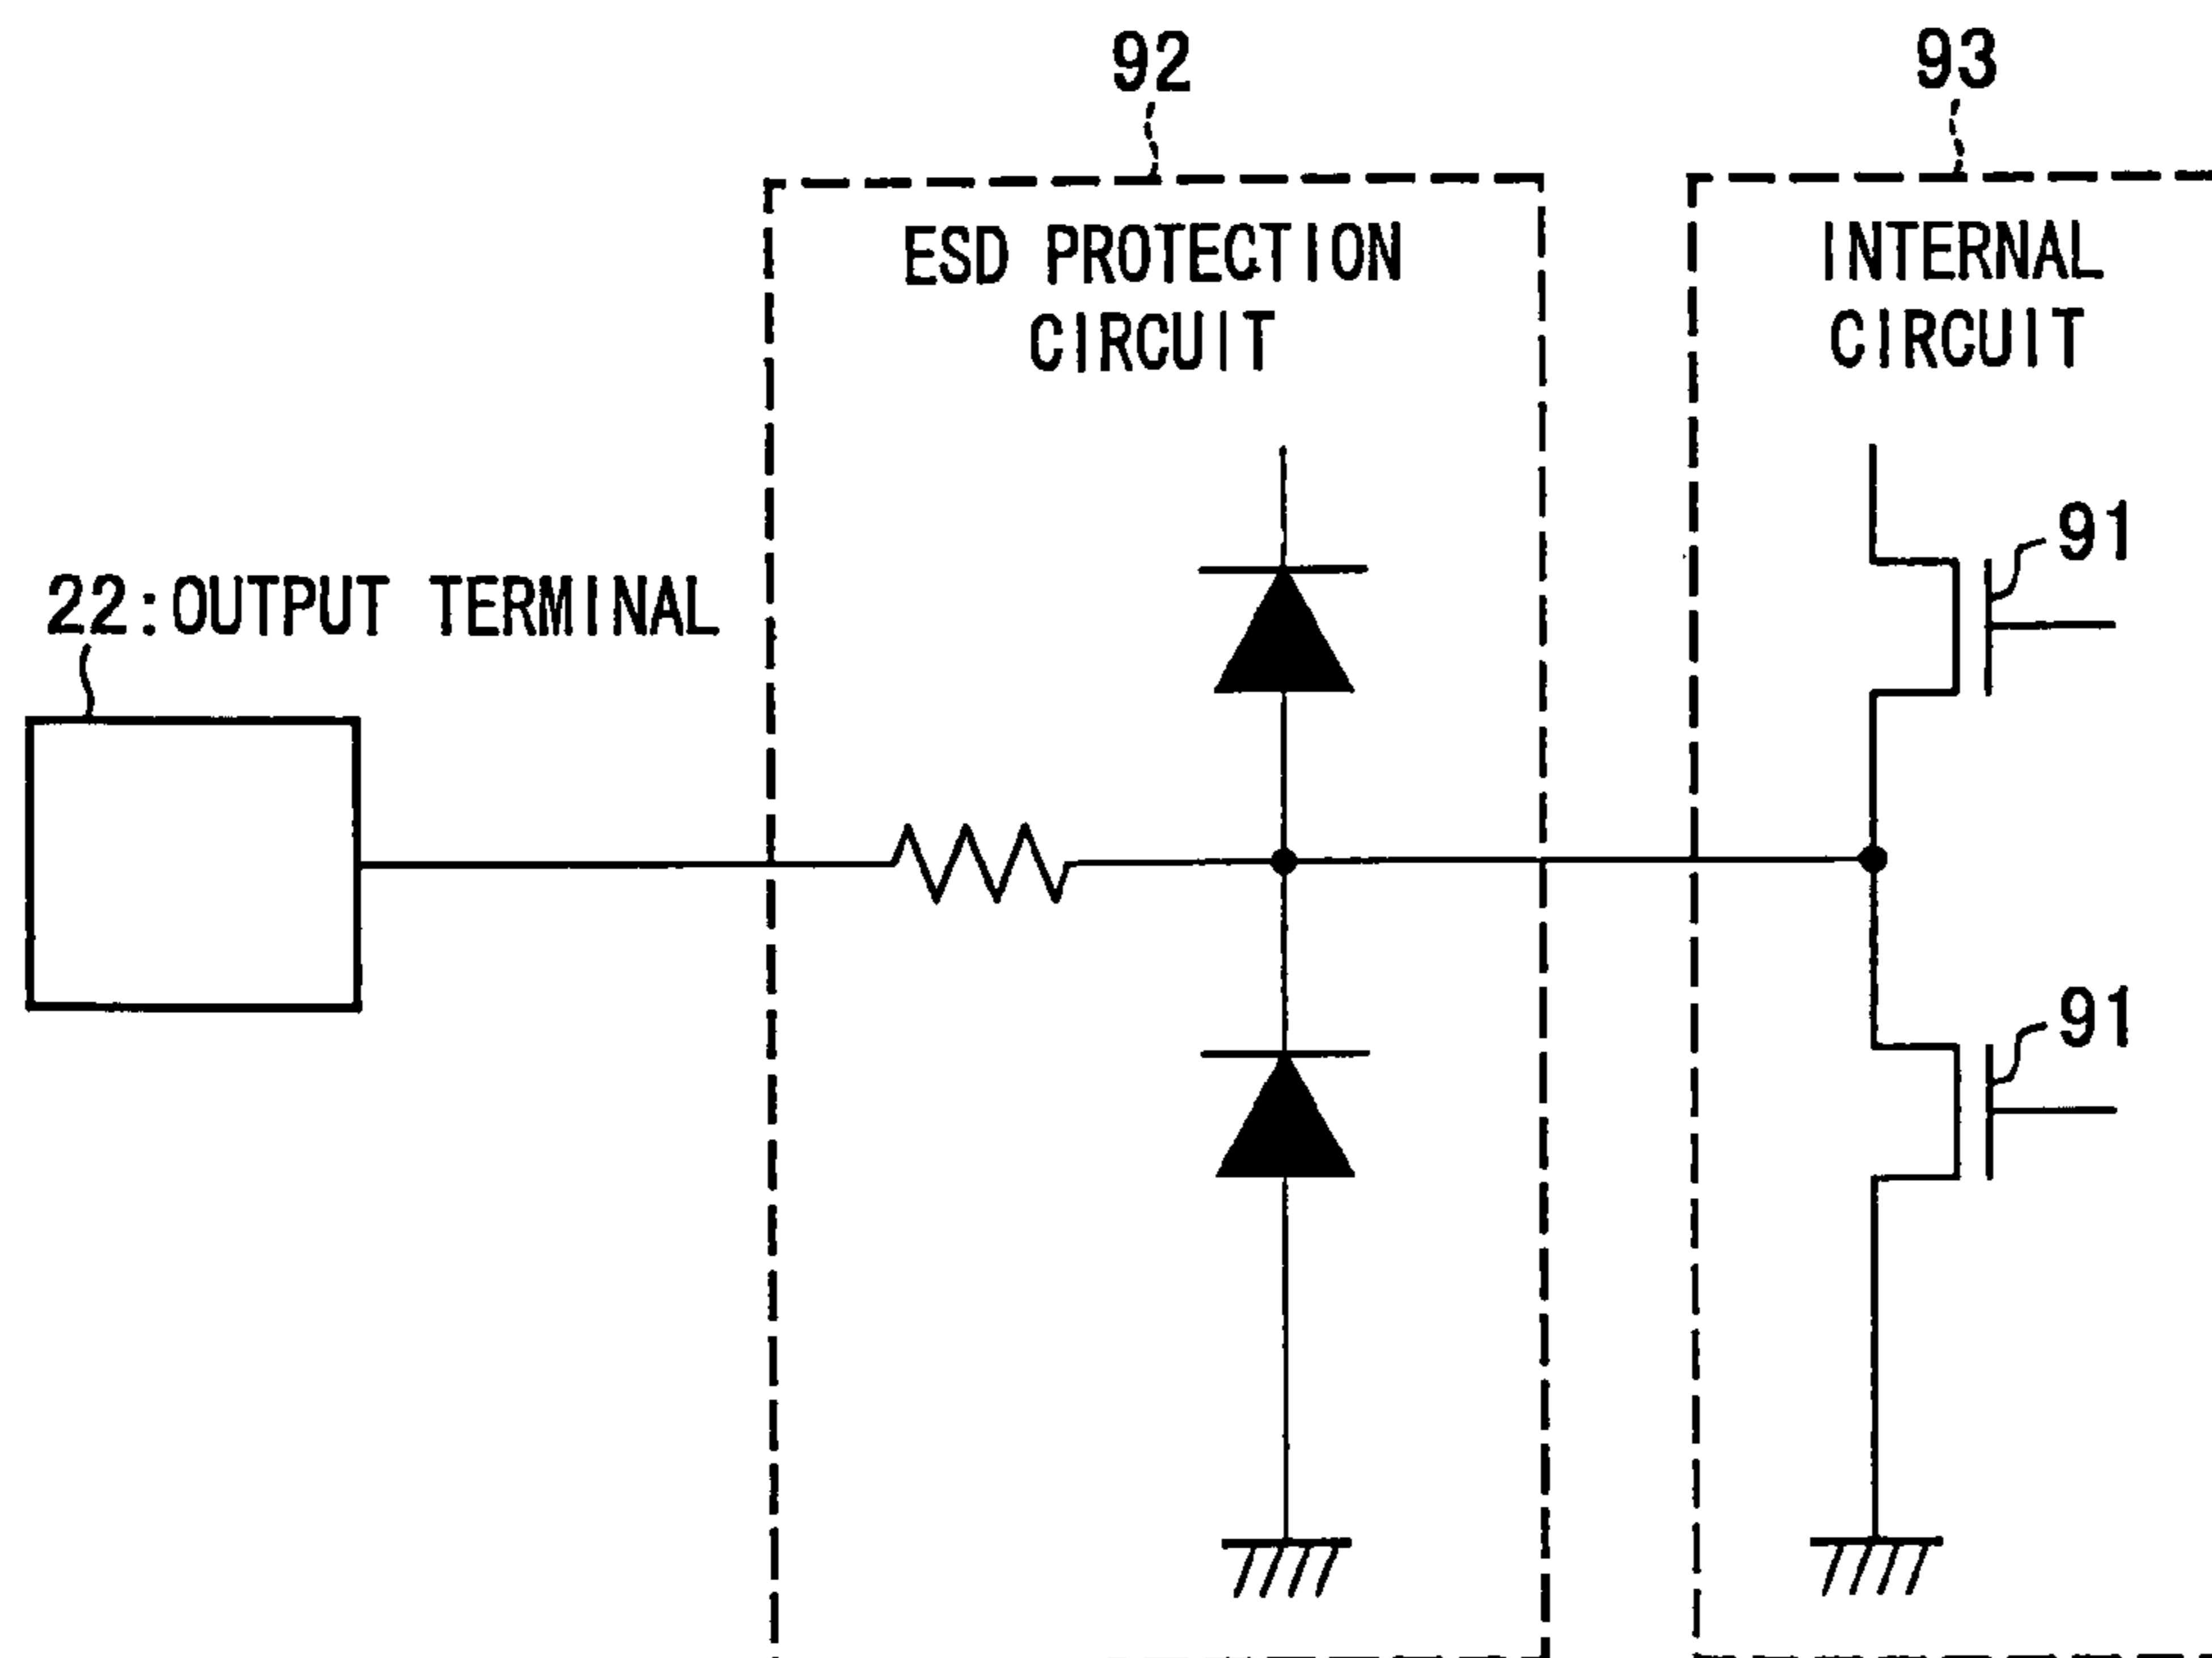 92
93
ESD PROTECTION
CIRCUIT
INTERNAL
CIRCUIT
91
22:OUTPUT TERMINAL
91